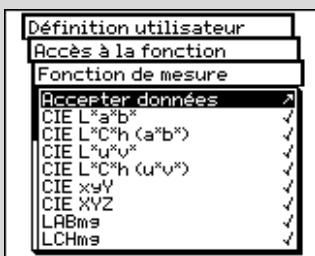 Définition utilisateur
Accès à la fonction
Fonction de mesure
Accepter données ↗
CIE L*a*b* √
CIE L*C*h (a*b*) √
CIE L*u*v* √
CIE L*C*h (u*v*) √
CIE xyY √
CIE XYZ √
LABmg √
LCHmg √